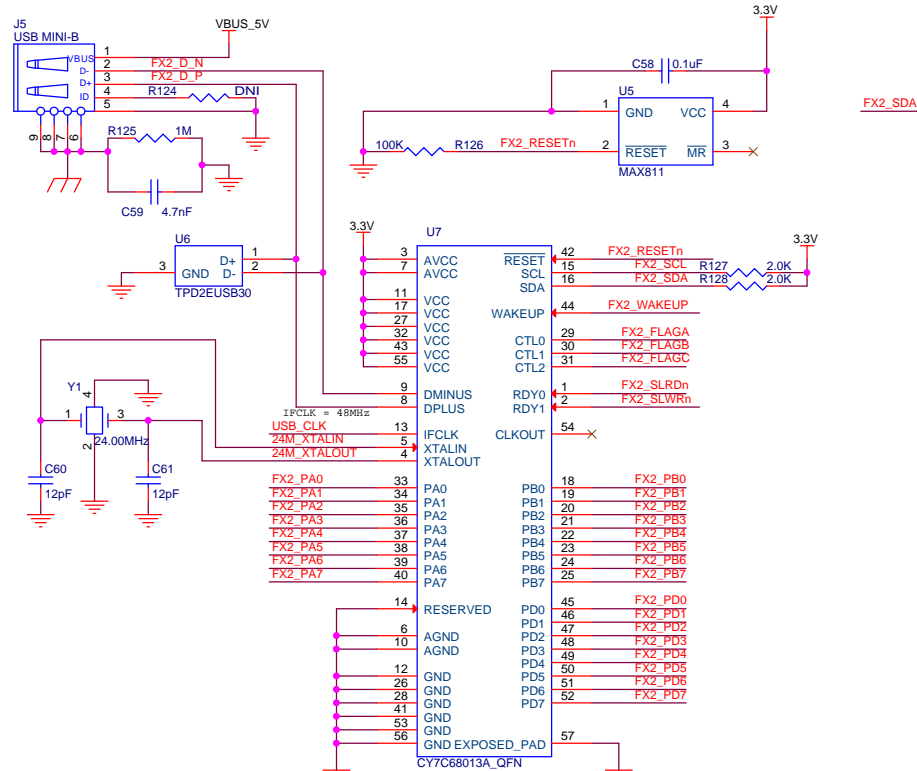 J5
USB MINI-B
VBUS_5V
VBUS 1
D- 2 FX2_D_N
D+ 3 FX2_D_P
ID 4 R124 DNI
5
9 8 7 6
R125 1M
C59 4.7nF
3.3V
C58 0.1uF
U5
1 GND VCC 4
100K R126 FX2_RESETn 2 RESET MR 3
MAX811
FX2_SDA
U6
D+ 1
3 GND D- 2
TPD2EUSB30
3.3V
U7
3 AVCC
7 AVCC
11 VCC
17 VCC
27 VCC
32 VCC
43 VCC
55 VCC
9 DMINUS
8 DPLUS
IFCLK = 48MHz
USB_CLK 13 IFCLK
24M_XTALIN 5 XTALIN
24M_XTALOUT 4 XTALOUT
FX2_PA0 33 PA0
FX2_PA1 34 PA1
FX2_PA2 35 PA2
FX2_PA3 36 PA3
FX2_PA4 37 PA4
FX2_PA5 38 PA5
FX2_PA6 39 PA6
FX2_PA7 40 PA7
14 RESERVED
6 AGND
10 AGND
12 GND
26 GND
28 GND
41 GND
53 GND
56 GND
RESET 42 FX2_RESETn
SCL 15 FX2_SCL R127 2.0K
SDA 16 FX2_SDA R128 2.0K
3.3V
WAKEUP 44 FX2_WAKEUP
CTL0 29 FX2_FLAGA
CTL1 30 FX2_FLAGB
CTL2 31 FX2_FLAGC
RDY0 1 FX2_SLRDn
RDY1 2 FX2_SLWRn
CLKOUT 54
PB0 18 FX2_PB0
PB1 19 FX2_PB1
PB2 20 FX2_PB2
PB3 21 FX2_PB3
PB4 22 FX2_PB4
PB5 23 FX2_PB5
PB6 24 FX2_PB6
PB7 25 FX2_PB7
PD0 45 FX2_PD0
PD1 46 FX2_PD1
PD2 47 FX2_PD2
PD3 48 FX2_PD3
PD4 49 FX2_PD4
PD5 50 FX2_PD5
PD6 51 FX2_PD6
PD7 52 FX2_PD7
EXPOSED_PAD 57
CY7C68013A_QFN
Y1
4
1 3
24.00MHz
2
C60
12pF
C61
12pF